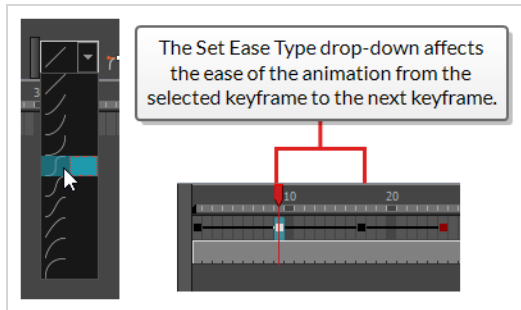 The Set Ease Type drop-down affects
the ease of the animation from the
selected keyframe to the next keyframe.
3
10
20